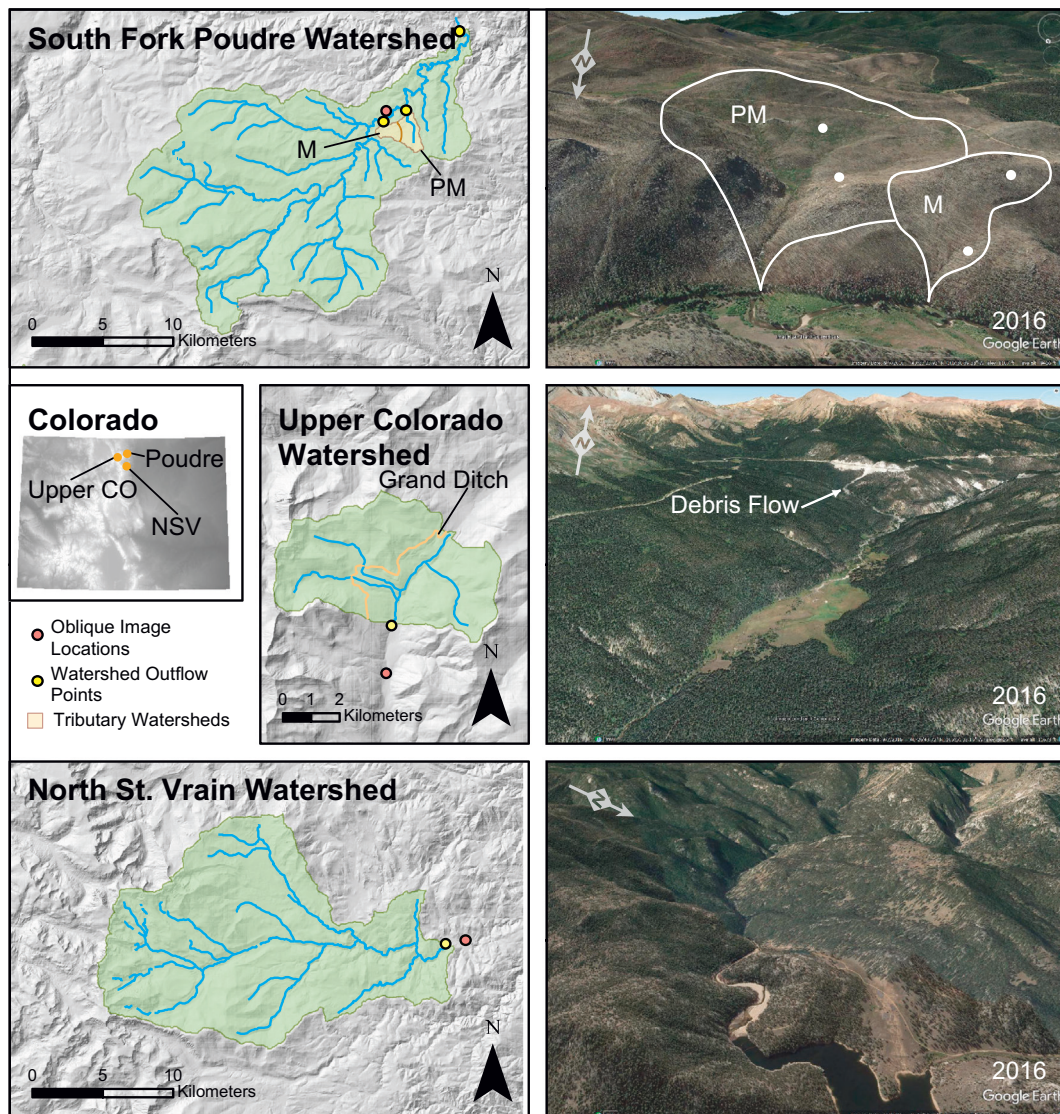 South Fork Poudre Watershed
M
PM
N
0 5 10
Kilometers
N
PM
M
2016
Google Earth
Colorado
Poudre
Upper CO
NSV
Oblique Image
Locations
Watershed Outflow
Points
Tributary Watersheds
Upper Colorado
Watershed
Grand Ditch
N
0 1 2
Kilometers
N
Debris Flow
2016
Google Earth
North St. Vrain Watershed
N
0 5 10
Kilometers
N
2016
Google Earth